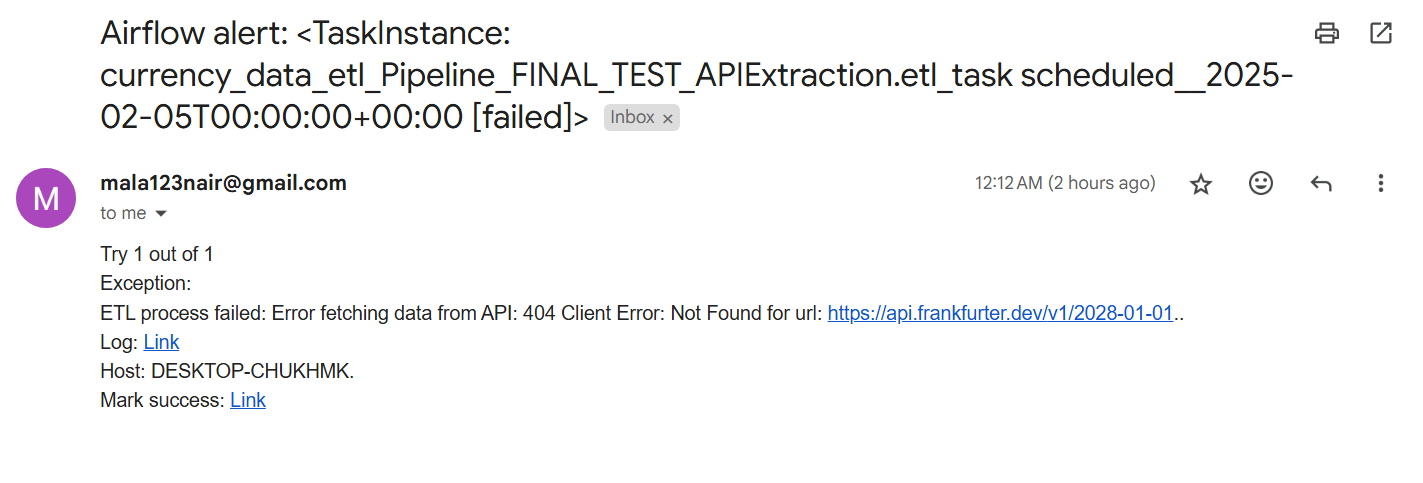 Airflow alert: <TaskInstance:
currency_data_etl_Pipeline_FINAL_TEST_APIExtraction.etl_task scheduled__2025-
02-05T00:00:00+00:00 [failed]> Inbox ×
M
mala123nair@gmail.com 12:12 AM (2 hours ago)
to me
Try 1 out of 1
Exception:
ETL process failed: Error fetching data from API: 404 Client Error: Not Found for url: https://api.frankfurter.dev/v1/2028-01-01..
Log: Link
Host: DESKTOP-CHUKHMK.
Mark success: Link